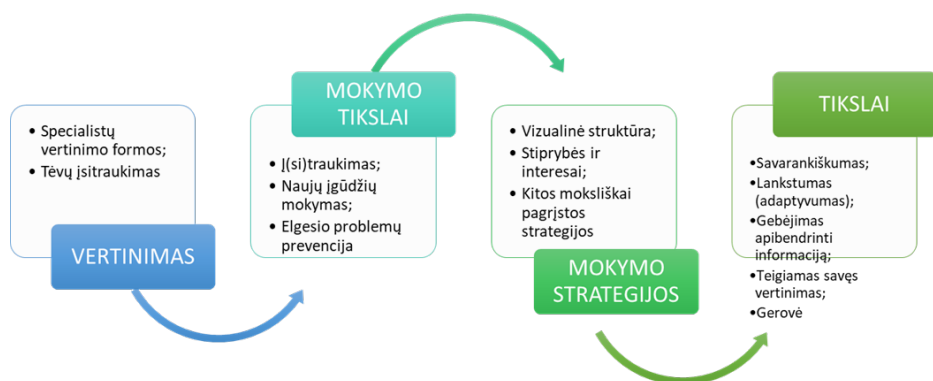 • Specialistų
vertinimo formos;
• Tėvų įsitraukimas
VERTINIMAS
MOKYMO
TIKSLAI
• Į(si)traukimas;
• Naujų įgūdžių
mokymas;
• Elgesio problemų
prevencija
• Vizualinė struktūra;
• Stiprybės ir
interesai;
• Kitos moksliškai
pagrįstos
strategijos
MOKYMO
STRATEGIJOS
TIKSLAI
•Savarankiškumas;
•Lankstumas
(adaptyvumas);
•Gebėjimas
apibendrinti
informaciją;
•Teigiamas savęs
vertinimas;
•Gerovė